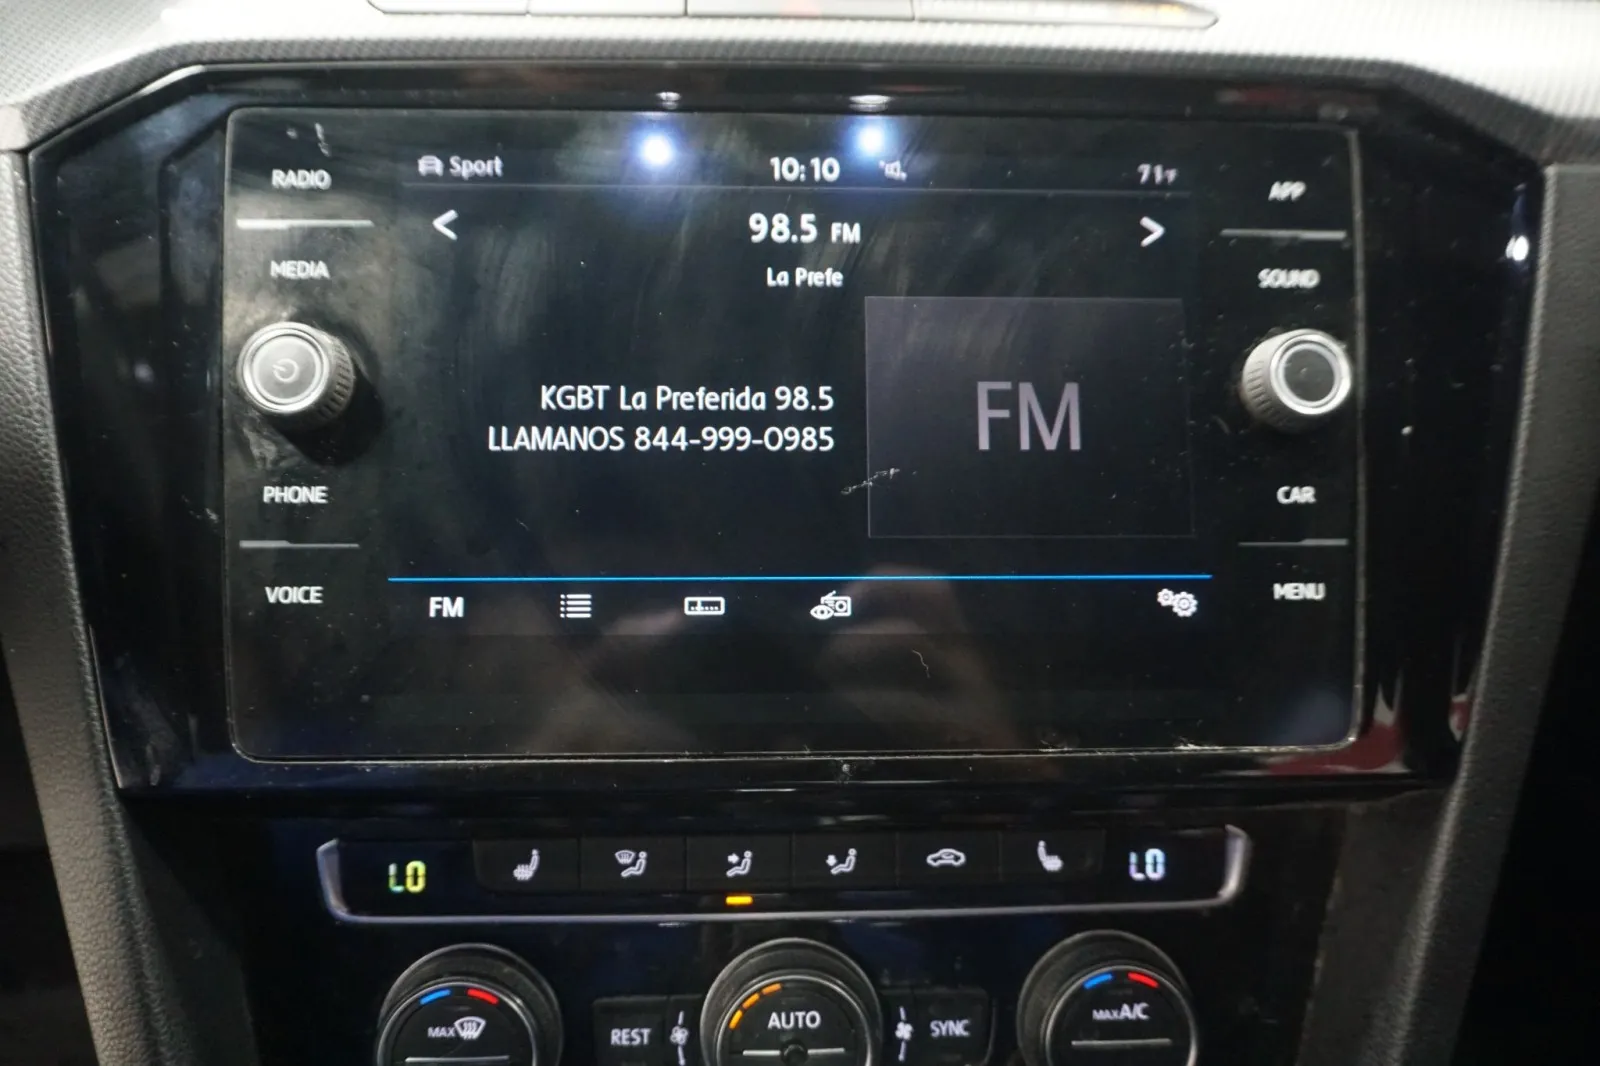 RADIO
MEDIA
PHONE
VOICE
Sport
10:10
71°F
98.5 FM
La Prefe
KGBT La Preferida 98.5
LLAMANOS 844-999-0985
FM
FM
APP
SOUND
CAR
MENU
LO
LO
MAX
REST
AUTO
SYNC
MAX A/C